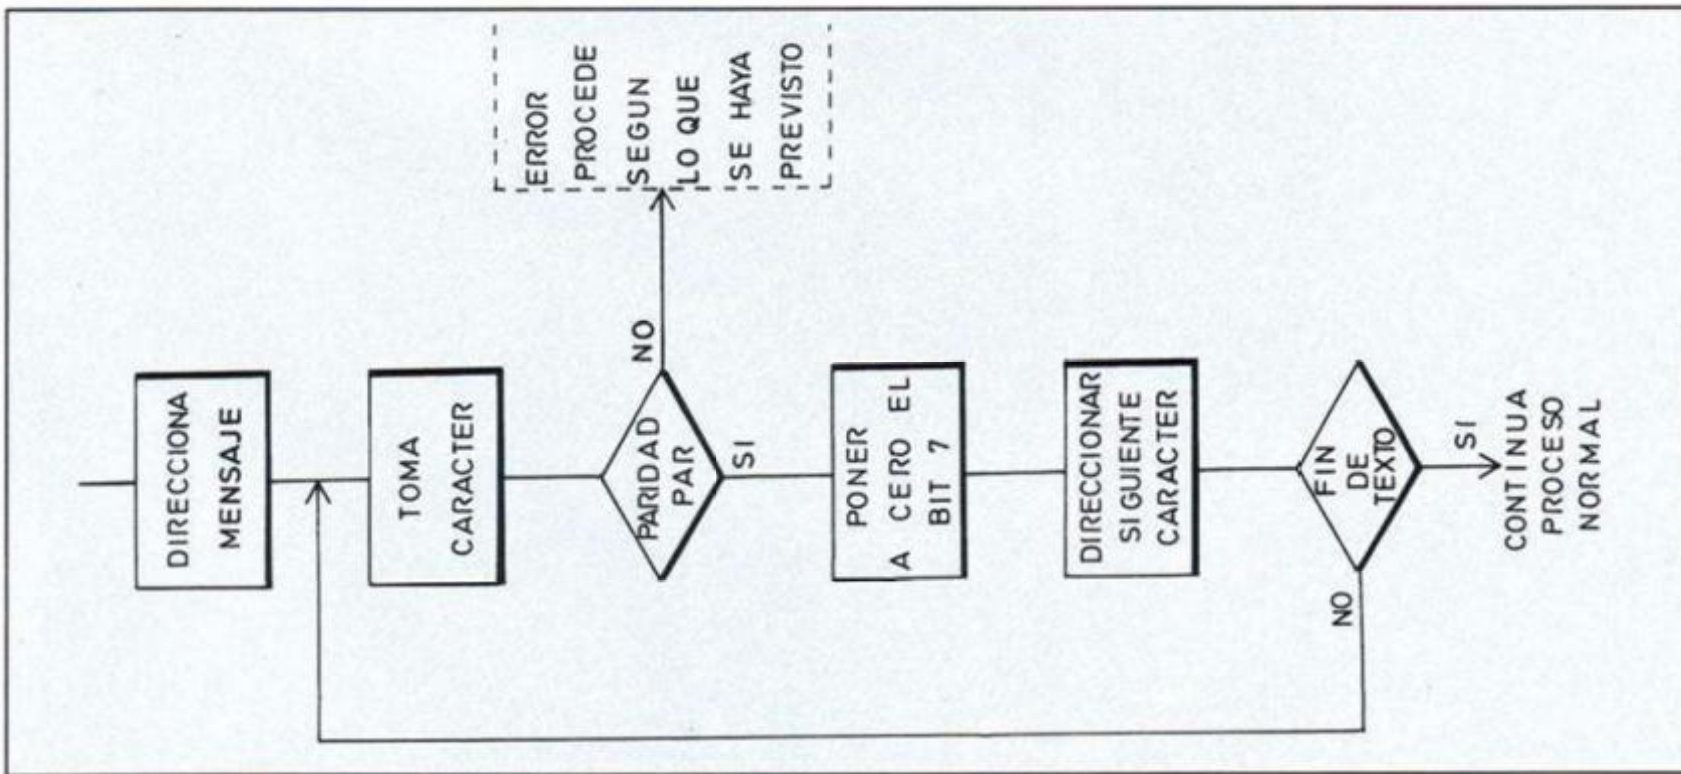 DIRECCIONA
MENSAJE
TOMA
CARACTER
PARIDAD
PAR
NO
ERROR
PROCEDE
SEGUN
LO QUE
SE HAYA
PREVISTO
SI
PONER
A CERO EL
BIT 7
DIRECCIONAR
SIGUIENTE
CARACTER
FIN
DE
TEXTO
NO
SI
CONTINUA
PROCESO
NORMAL